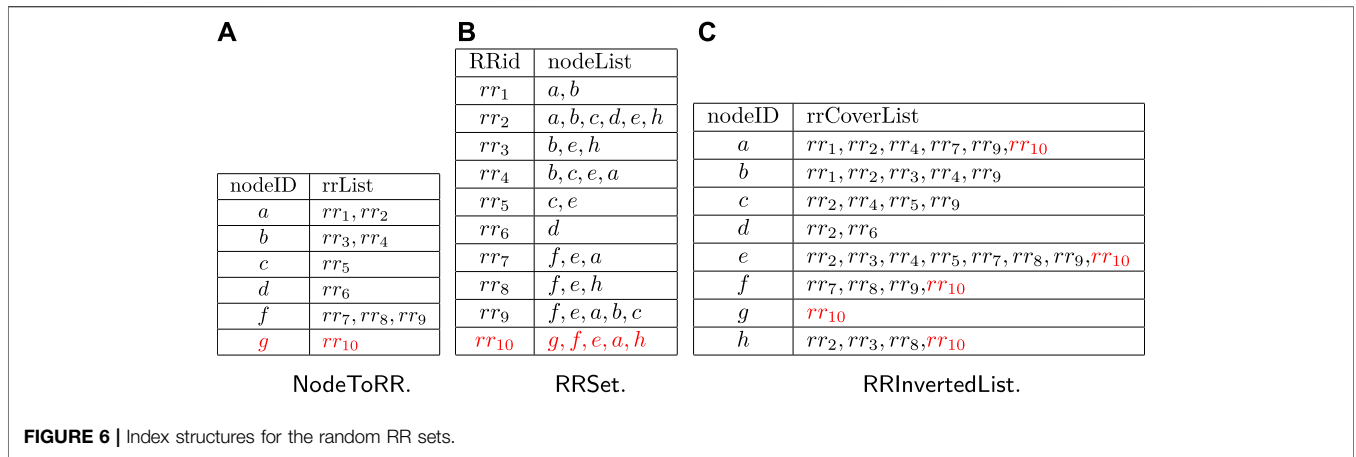 A
nodeID rrList
a rr1, rr2
b rr3, rr4
c rr5
d rr6
f rr7, rr8, rr9
g rr10
NodeToRR.
B
RRid nodeList
rr1 a, b
rr2 a, b, c, d, e, h
rr3 b, e, h
rr4 b, c, e, a
rr5 c, e
rr6 d
rr7 f, e, a
rr8 f, e, h
rr9 f, e, a, b, c
rr10 g, f, e, a, h
RRSet.
C
nodeID rrCoverList
a rr1, rr2, rr4, rr7, rr9,rr10
b rr1, rr2, rr3, rr4, rr9
c rr2, rr4, rr5, rr9
d rr2, rr6
e rr2, rr3, rr4, rr5, rr7, rr8, rr9,rr10
f rr7, rr8, rr9,rr10
g rr10
h rr2, rr3, rr8,rr10
RRInvertedList.
FIGURE 6 | Index structures for the random RR sets.